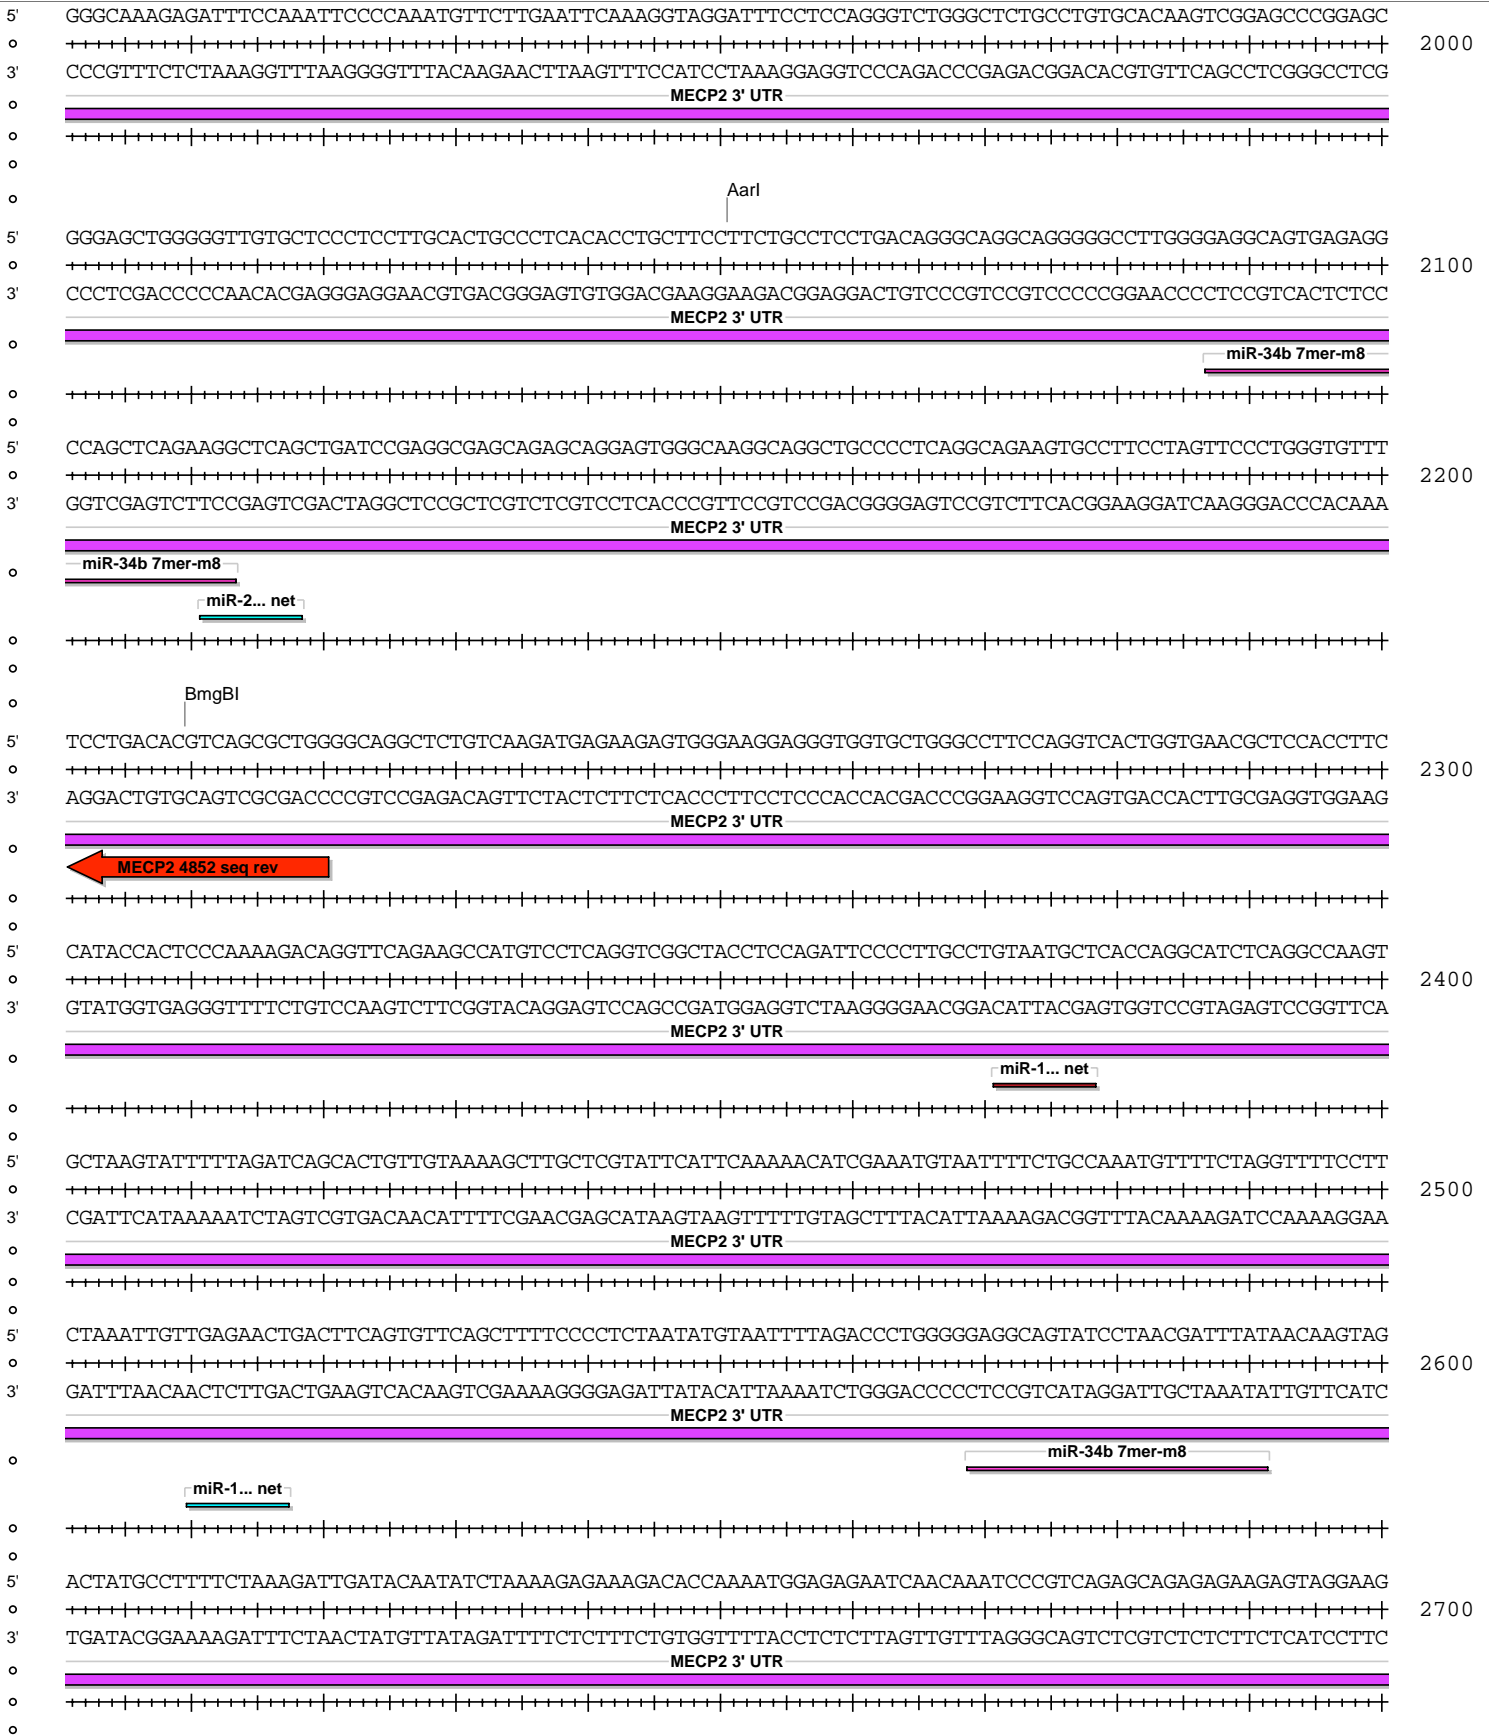 5' GGGCAAAGAGATTTCCAAATTCCCCAAATGTTCTTGAATTCAAAGGTAGGATTTCCTCCAGGGTCTGGGCTCTGCCTGTGCACAAGTCGGAGCCCGGAGC
2000
3' CCCGTTTCTCTAAAGGTTTAAGGGGTTTACAAGAACTTAAGTTTCCATCCTAAAGGAGGTCCCAGACCCGAGACGGACACGTGTTCAGCCTCGGGCCTCG
MECP2 3' UTR
AarI
5' GGGAGCTGGGGGTTGTGCTCCCTCCTTGCACTGCCCTCACACCTGCTTCCTTCTGCCTCCTGACAGGGCAGGCAGGGGGCCTTGGGGAGGCAGTGAGAGG
2100
3' CCCTCGACCCCCAACACGAGGGAGGAACGTGACGGGAGTGTGGACGAAGGAAGACGGAGGACTGTCCCGTCCGTCCCCCGGAACCCCTCCGTCACTCTCC
MECP2 3' UTR
miR-34b 7mer-m8
5' CCAGCTCAGAAGGCTCAGCTGATCCGAGGCGAGCAGAGCAGGAGTGGGCAAGGCAGGCTGCCCCTCAGGCAGAAGTGCCTTCCTAGTTCCCTGGGTGTTT
2200
3' GGTCGAGTCTTCCGAGTCGACTAGGCTCCGCTCGTCTCGTCCTCACCCGTTCCGTCCGACGGGGAGTCCGTCTTCACGGAAGGATCAAGGGACCCACAAA
MECP2 3' UTR
miR-34b 7mer-m8
miR-2... net
BmgBI
5' TCCTGACACGTCAGCGCTGGGGCAGGCTCTGTCAAGATGAGAAGAGTGGGAAGGAGGGTGGTGCTGGGCCTTCCAGGTCACTGGTGAACGCTCCACCTTC
2300
3' AGGACTGTGCAGTCGCGACCCCGTCCGAGACAGTTCTACTCTTCTCACCCTTCCTCCCACCACGACCCGGAAGGTCCAGTGACCACTTGCGAGGTGGAAG
MECP2 3' UTR
MECP2 4852 seq rev
5' CATACCACTCCCAAAAGACAGGTTCAGAAGCCATGTCCTCAGGTCGGCTACCTCCAGATTCCCCTTGCCTGTAATGCTCACCAGGCATCTCAGGCCAAGT
2400
3' GTATGGTGAGGGTTTTCTGTCCAAGTCTTCGGTACAGGAGTCCAGCCGATGGAGGTCTAAGGGGAACGGACATTACGAGTGGTCCGTAGAGTCCGGTTCA
MECP2 3' UTR
miR-1... net
5' GCTAAGTATTTTTAGATCAGCACTGTTGTAAAAGCTTGCTCGTATTCATTCAAAAACATCGAAATGTAATTTTCTGCCAAATGTTTTCTAGGTTTTCCTT
2500
3' CGATTCATAAAAATCTAGTCGTGACAACATTTTCGAACGAGCATAAGTAAGTTTTTGTAGCTTTACATTAAAAGACGGTTTACAAAAGATCCAAAAGGAA
MECP2 3' UTR
5' CTAAATTGTTGAGAACTGACTTCAGTGTTCAGCTTTTCCCCTCTAATATGTAATTTTAGACCCTGGGGGAGGCAGTATCCTAACGATTTATAACAAGTAG
2600
3' GATTTAACAACTCTTGACTGAAGTCACAAGTCGAAAAGGGGAGATTATACATTAAAATCTGGGACCCCCTCCGTCATAGGATTGCTAAATATTGTTCATC
MECP2 3' UTR
miR-34b 7mer-m8
miR-1... net
5' ACTATGCCTTTTCTAAAGATTGATACAATATCTAAAAGAGAAAGACACCAAAATGGAGAGAATCAACAAATCCCGTCAGAGCAGAGAGAAGAGTAGGAAG
2700
3' TGATACGGAAAAGATTTCTAACTATGTTATAGATTTTCTCTTTCTGTGGTTTTACCTCTCTTAGTTGTTTAGGGCAGTCTCGTCTCTCTTCTCATCCTTC
MECP2 3' UTR